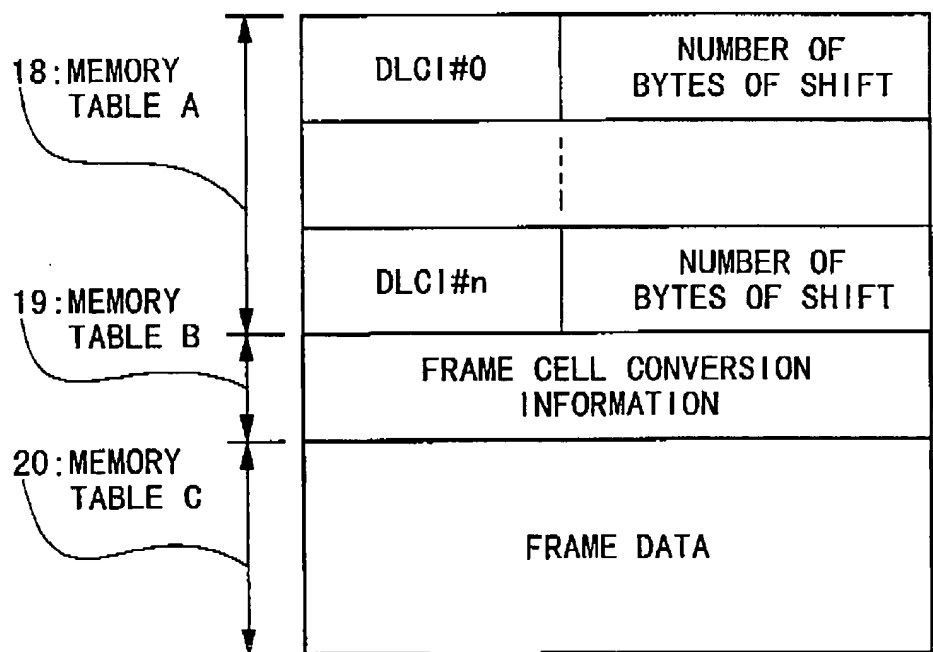 18:MEMORY
TABLE A
DLCI#0
NUMBER OF
BYTES OF SHIFT
DLCI#n
NUMBER OF
BYTES OF SHIFT
19:MEMORY
TABLE B
FRAME CELL CONVERSION
INFORMATION
20:MEMORY
TABLE C
FRAME DATA